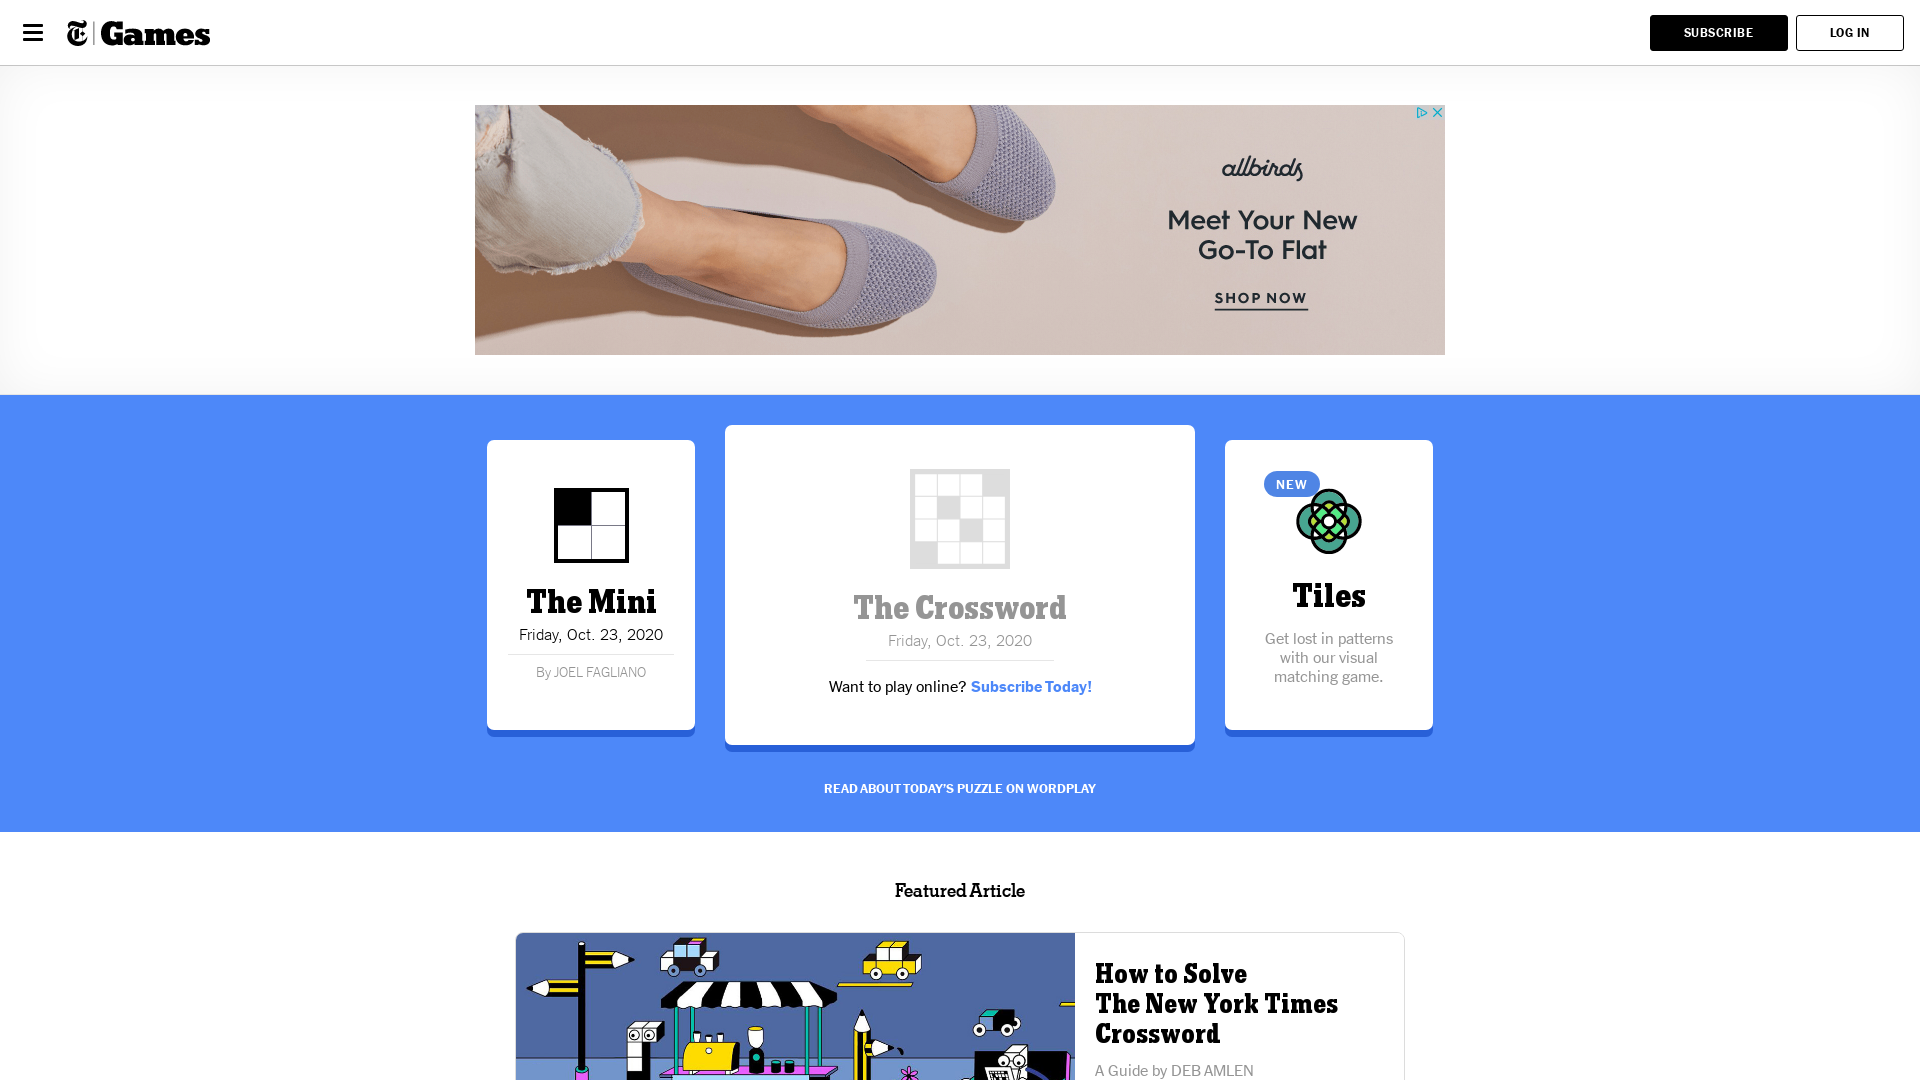 Games
SUBSCRIBE
LOG IN
allbirds
Meet Your New
Go-To Flat
SHOP NOW
The Mini
Friday, Oct. 23, 2020
By JOEL FAGLIANO
The Crossword
Friday, Oct. 23, 2020
Want to play online? Subscribe Today!
NEW
Tiles
Get lost in patterns
with our visual
matching game.
READ ABOUT TODAY'S PUZZLE ON WORDPLAY
Featured Article
How to Solve
The New York Times
Crossword
A Guide by DEB AMLEN